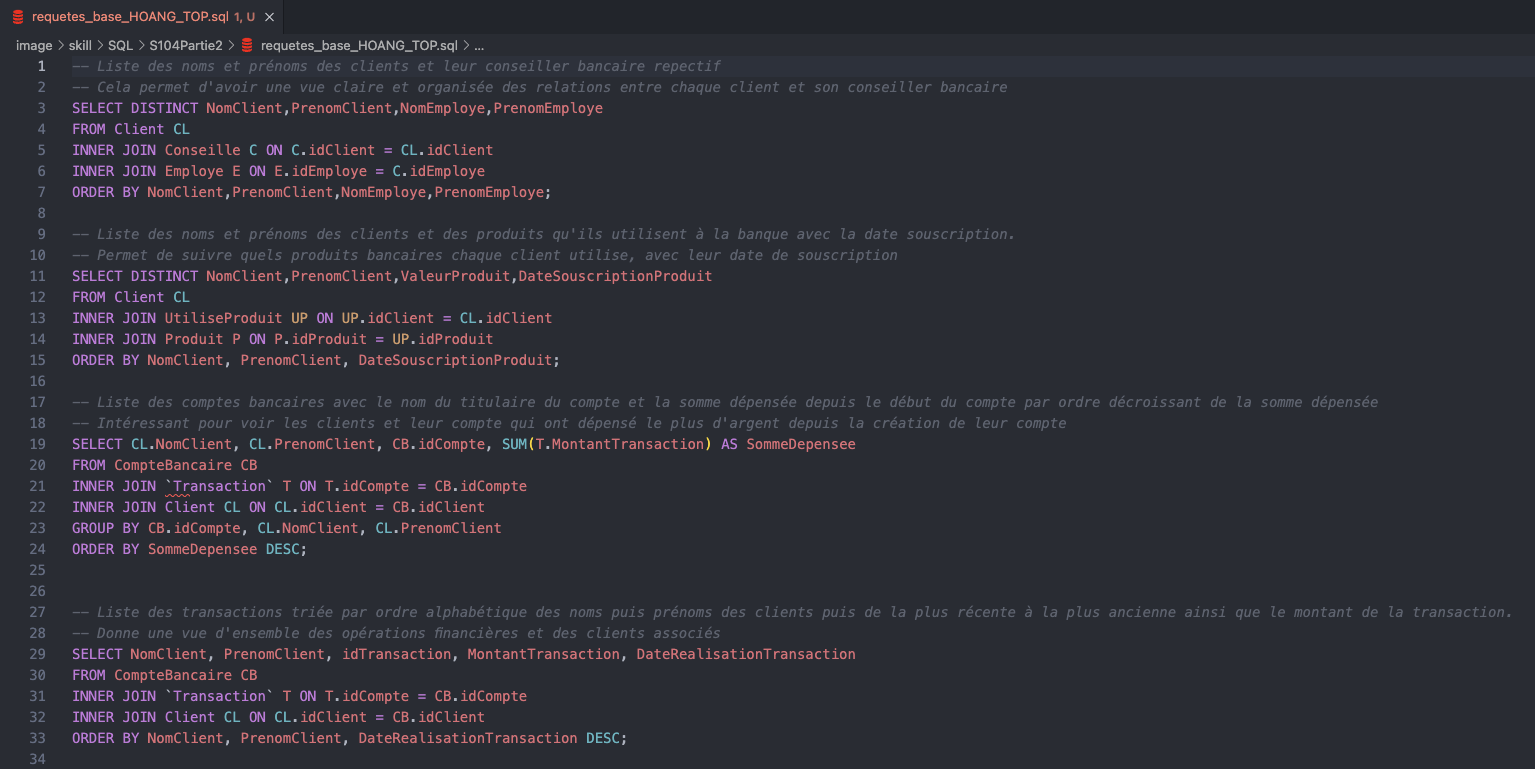 requetes_base_HOANG_TOP.sql 1, U ×
image > skill > SQL > S104Partie2 > requetes_base_HOANG_TOP.sql > ...
1 -- Liste des noms et prénoms des clients et leur conseiller bancaire repectif
2 -- Cela permet d'avoir une vue claire et organisée des relations entre chaque client et son conseiller bancaire
3 SELECT DISTINCT NomClient,PrenomClient,NomEmploye,PrenomEmploye
4 FROM Client CL
5 INNER JOIN Conseille C ON C.idClient = CL.idClient
6 INNER JOIN Employe E ON E.idEmploye = C.idEmploye
7 ORDER BY NomClient,PrenomClient,NomEmploye,PrenomEmploye;
8
9 -- Liste des noms et prénoms des clients et des produits qu'ils utilisent à la banque avec la date souscription.
10 -- Permet de suivre quels produits bancaires chaque client utilise, avec leur date de souscription
11 SELECT DISTINCT NomClient,PrenomClient,ValeurProduit,DateSouscriptionProduit
12 FROM Client CL
13 INNER JOIN UtiliseProduit UP ON UP.idClient = CL.idClient
14 INNER JOIN Produit P ON P.idProduit = UP.idProduit
15 ORDER BY NomClient, PrenomClient, DateSouscriptionProduit;
16
17 -- Liste des comptes bancaires avec le nom du titulaire du compte et la somme dépensée depuis le début du compte par ordre décroissant de la somme dépensée
18 -- Intéressant pour voir les clients et leur compte qui ont dépensé le plus d'argent depuis la création de leur compte
19 SELECT CL.NomClient, CL.PrenomClient, CB.idCompte, SUM(T.MontantTransaction) AS SommeDepensee
20 FROM CompteBancaire CB
21 INNER JOIN `Transaction` T ON T.idCompte = CB.idCompte
22 INNER JOIN Client CL ON CL.idClient = CB.idClient
23 GROUP BY CB.idCompte, CL.NomClient, CL.PrenomClient
24 ORDER BY SommeDepensee DESC;
25
26
27 -- Liste des transactions triée par ordre alphabétique des noms puis prénoms des clients puis de la plus récente à la plus ancienne ainsi que le montant de la transaction.
28 -- Donne une vue d'ensemble des opérations financières et des clients associés
29 SELECT NomClient, PrenomClient, idTransaction, MontantTransaction, DateRealisationTransaction
30 FROM CompteBancaire CB
31 INNER JOIN `Transaction` T ON T.idCompte = CB.idCompte
32 INNER JOIN Client CL ON CL.idClient = CB.idClient
33 ORDER BY NomClient, PrenomClient, DateRealisationTransaction DESC;
34